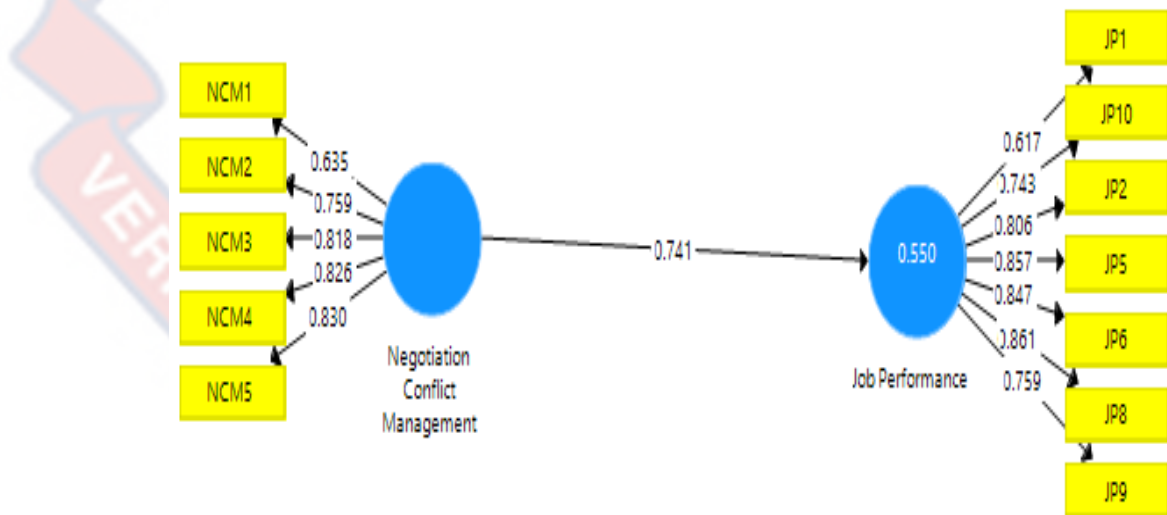 NCM1
NCM2
NCM3
NCM4
NCM5
0.635
0.759
0.818
0.826
0.830
Negotiation
Conflict
Management
0.741
0.550
Job Performance
0.617
0.743
0.806
0.857
0.847
0.861
0.759
JP1
JP10
JP2
JP5
JP6
JP8
JP9